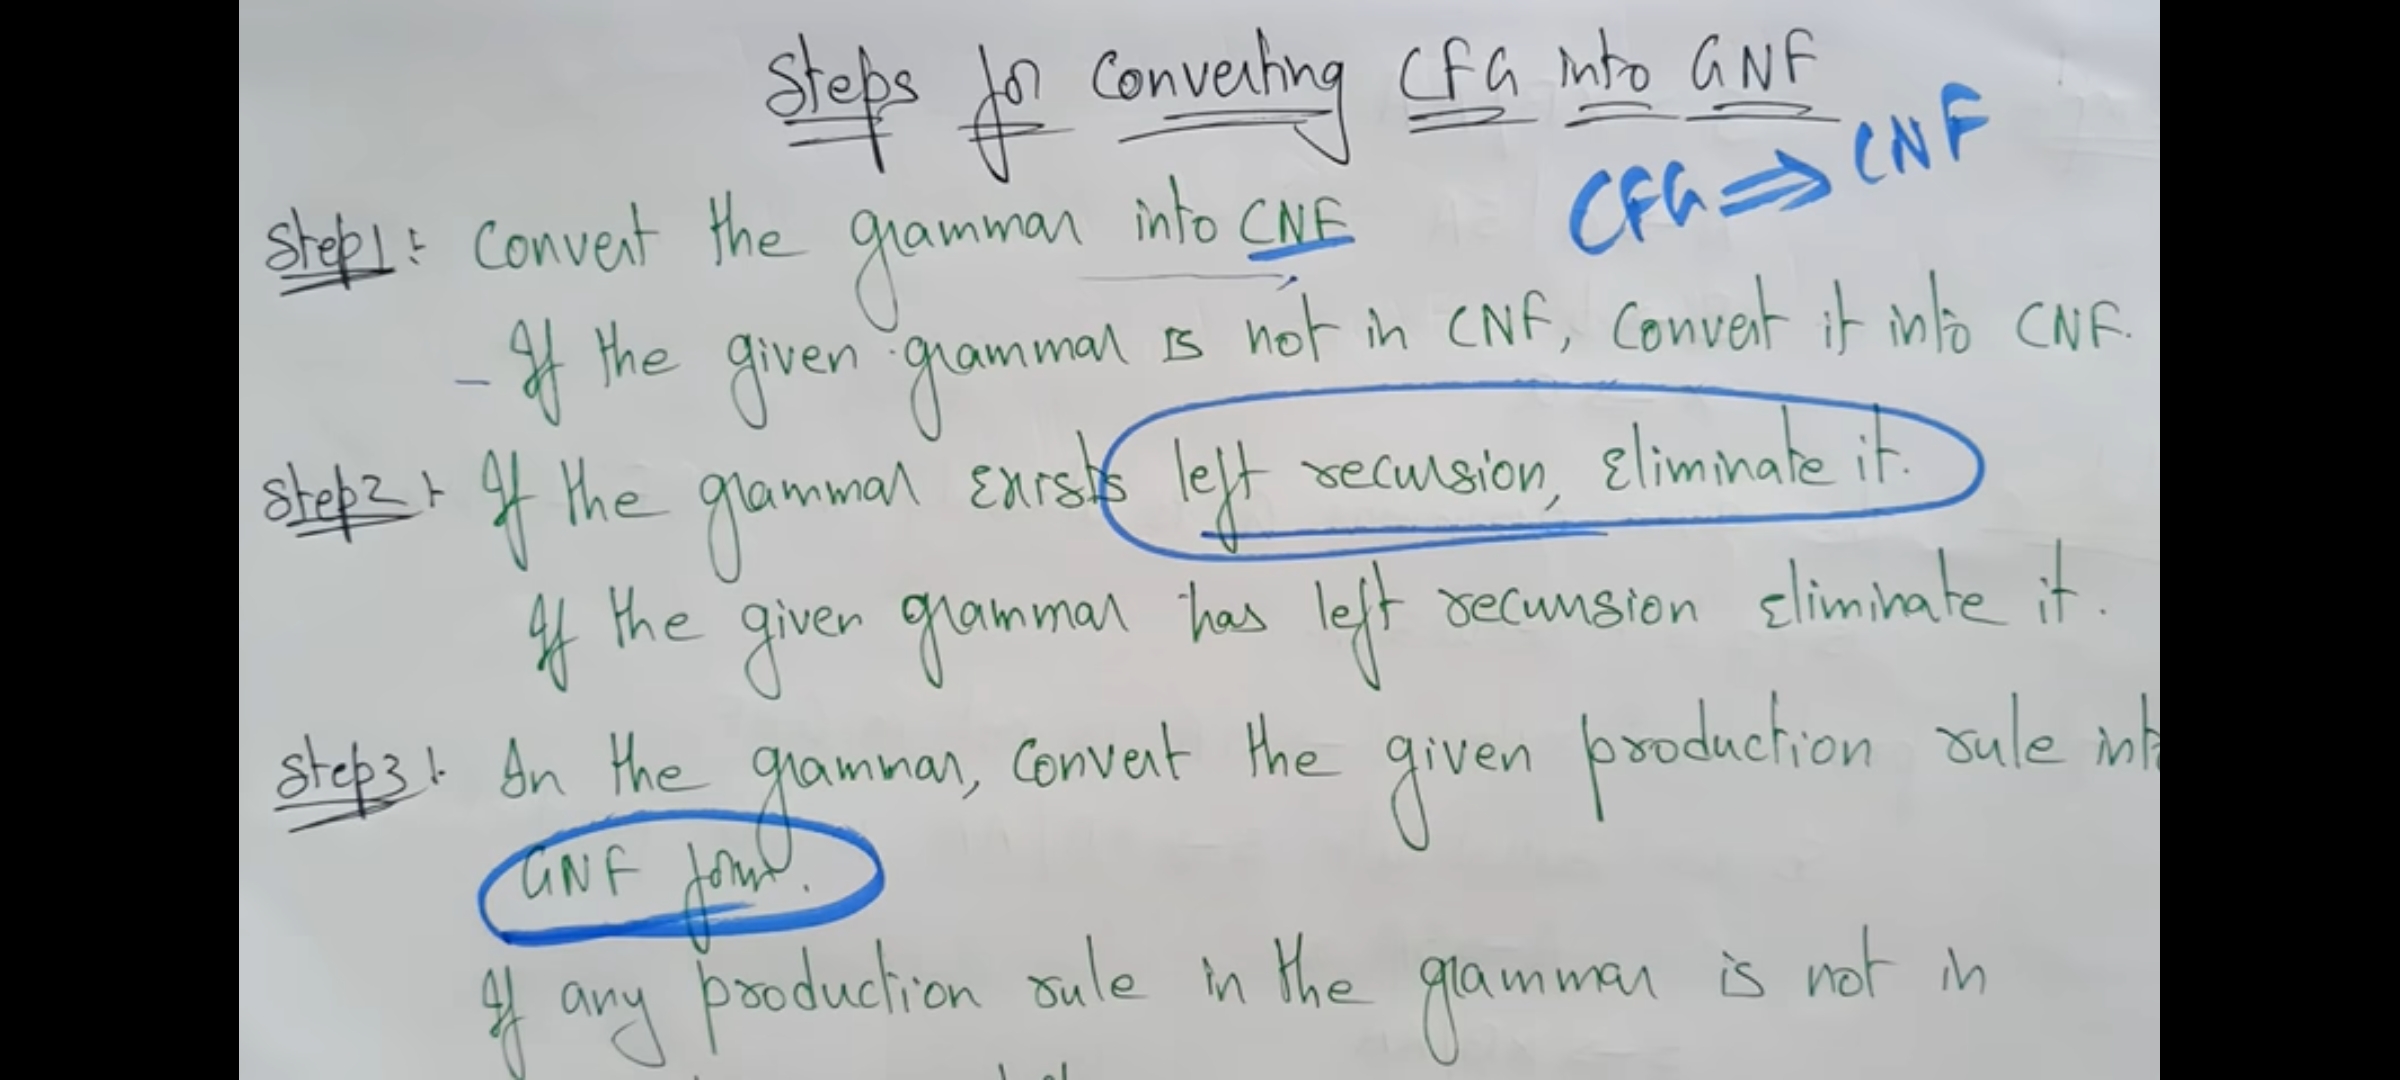 Steps for Converting CFG into GNF
CFG ⇒ CNF
Step1: Convert the grammar into CNF
- If the given grammar is not in CNF, Convert it into CNF.
Step2: If the grammar exists left recursion, Eliminate it.
If the given grammar has left recursion eliminate it.
Step3: In the grammar, Convert the given production rule int
GNF form.
If any production rule in the grammar is not in